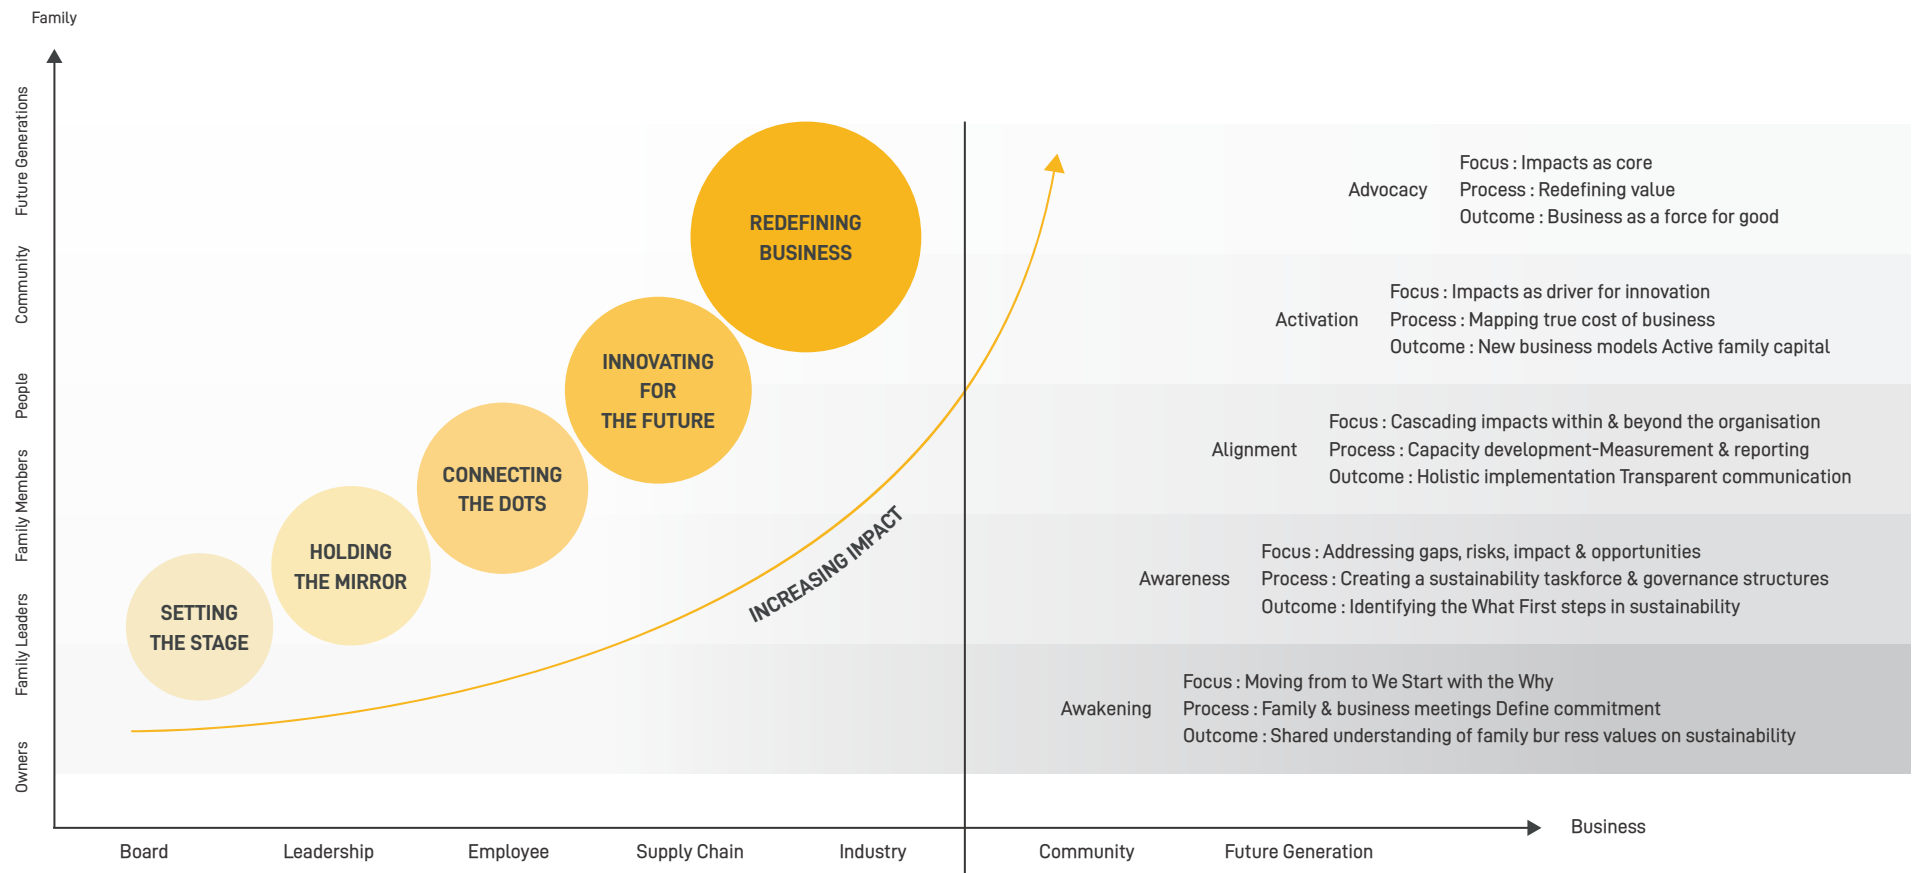 Family
Future Generations
Community
People
Family Members
Family Leaders
Owners
REDEFINING
BUSINESS
INNOVATING
FOR
THE FUTURE
CONNECTING
THE DOTS
HOLDING
THE MIRROR
SETTING
THE STAGE
INCREASING IMPACT
Advocacy
Focus : Impacts as core
Process : Redefining value
Outcome : Business as a force for good
Activation
Focus : Impacts as driver for innovation
Process : Mapping true cost of business
Outcome : New business models Active family capital
Alignment
Focus : Cascading impacts within & beyond the organisation
Process : Capacity development-Measurement & reporting
Outcome : Holistic implementation Transparent communication
Awareness
Focus : Addressing gaps, risks, impact & opportunities
Process : Creating a sustainability taskforce & governance structures
Outcome : Identifying the What First steps in sustainability
Awakening
Focus : Moving from to We Start with the Why
Process : Family & business meetings Define commitment
Outcome : Shared understanding of family bur ress values on sustainability
Business
Board
Leadership
Employee
Supply Chain
Industry
Community
Future Generation